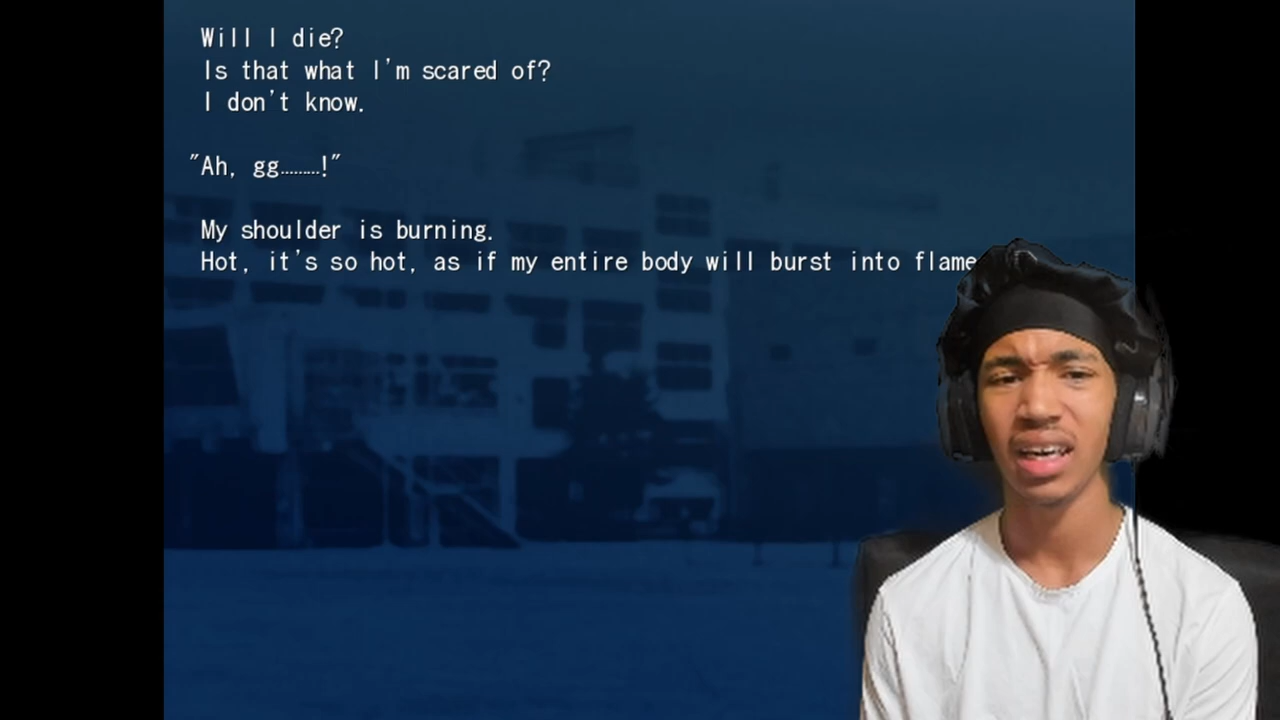 Will I die?
Is that what I'm scared of?
I don't know.
"Ah, gg………!"
My shoulder is burning.
Hot, it's so hot, as if my entire body will burst into flame